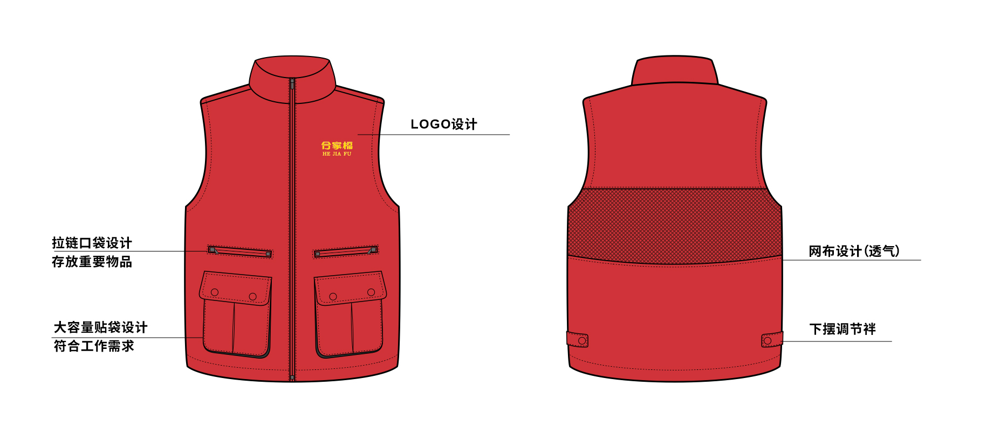 LOGO设计
合家福
HE JIA FU
拉链口袋设计
存放重要物品
大容量贴袋设计
符合工作需求
网布设计(透气)
下摆调节袢